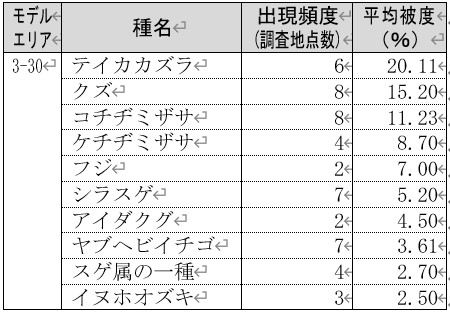 モデルエリア 種名 出現頻度(調査地点数) 平均被度(%)
3-30 テイカカズラ 6 20.11
クズ 8 15.20
コチヂミザサ 8 11.23
ケチヂミザサ 4 8.70
フジ 2 7.00
シラスゲ 7 5.20
アイダクグ 2 4.50
ヤブヘビイチゴ 7 3.61
スゲ属の一種 4 2.70
イヌホオズキ 3 2.50